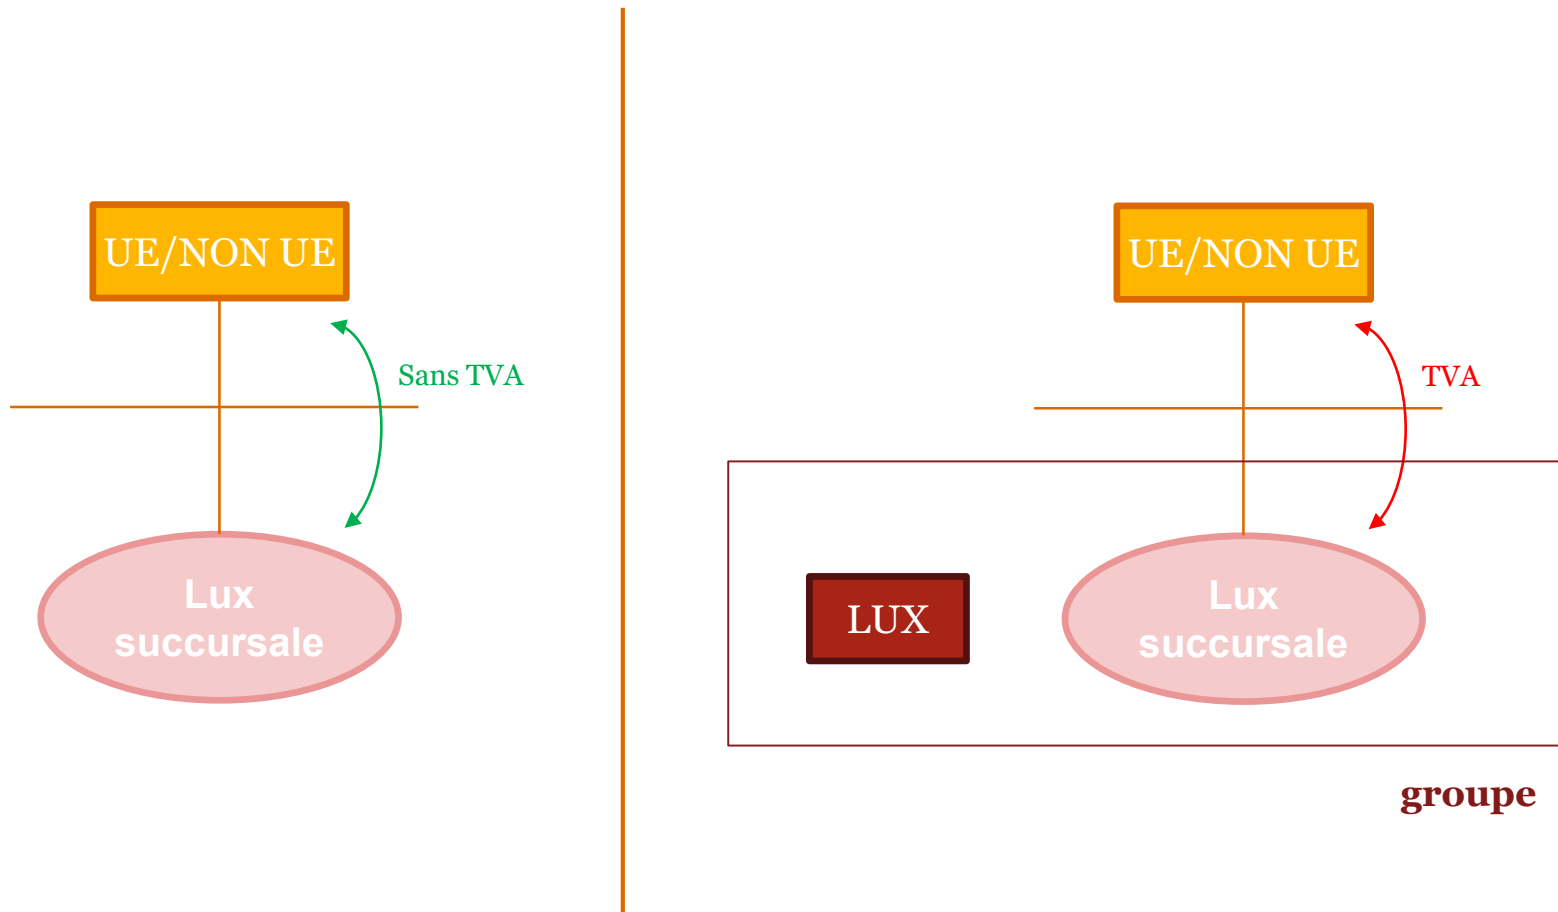 UE/NON UE
Sans TVA
Lux
succursale
UE/NON UE
TVA
LUX
Lux
succursale
groupe